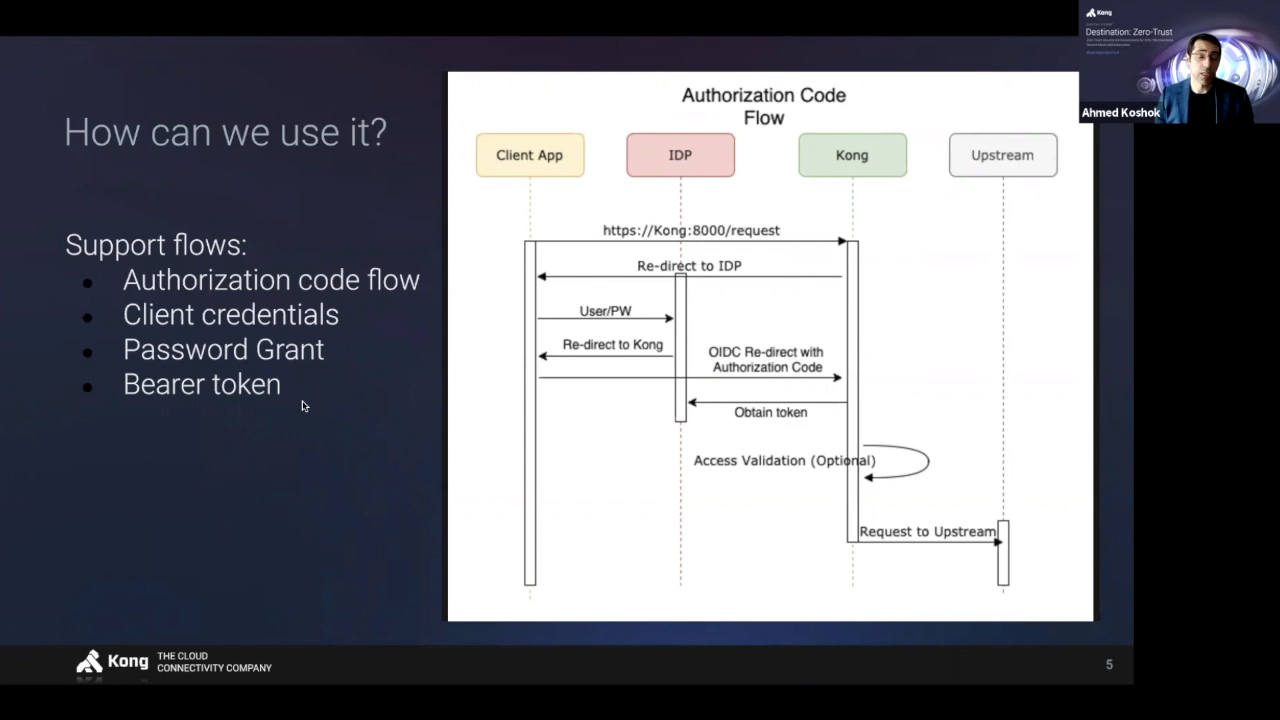 How can we use it?
Support flows:
Authorization code flow
Client credentials
Password Grant
Bearer token
Authorization Code
Flow
Client App
IDP
Kong
Upstream
https://Kong:8000/request
Re-direct to IDP
User/PW
Re-direct to Kong
OIDC Re-direct with
Authorization Code
Obtain token
Access Validation (Optional)
Request to Upstream
Kong
Destination: Zero-Trust
Ahmed Koshok
Kong
THE CLOUD
CONNECTIVITY COMPANY
5